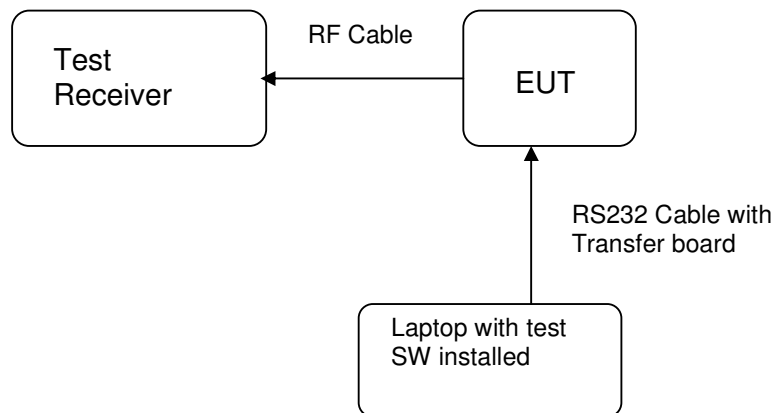 RF Cable
Test
Receiver
EUT
RS232 Cable with
Transfer board
Laptop with test
SW installed